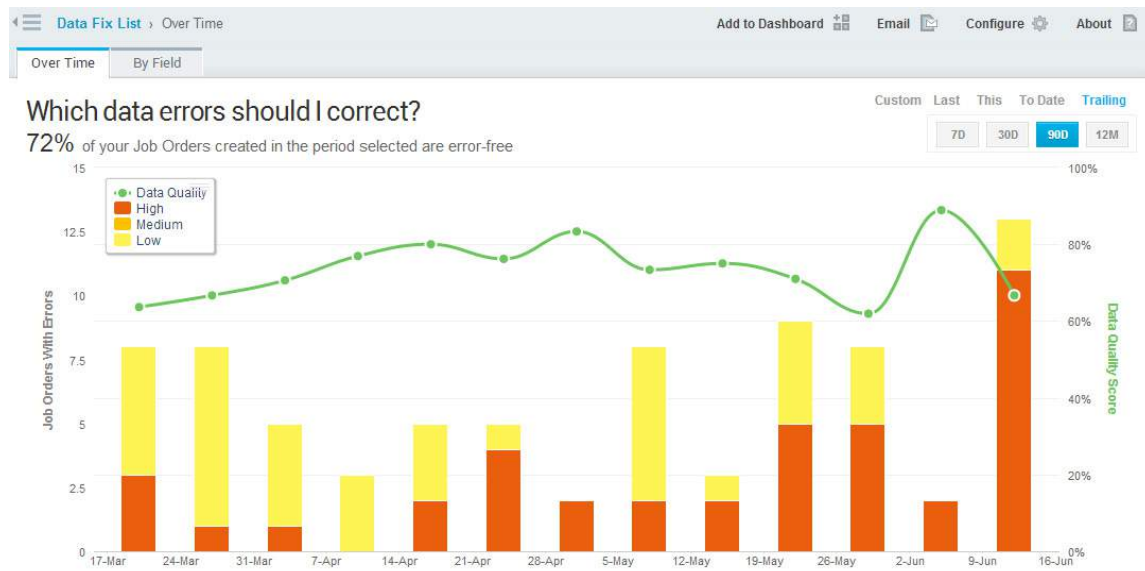 Data Fix List › Over Time
Add to Dashboard Email Configure About
Over Time By Field
Which data errors should I correct?
72% of your Job Orders created in the period selected are error-free
Custom Last This To Date Trailing
7D 30D 90D 12M
Data Quality
High
Medium
Low
Job Orders With Errors
15
12.5
10
7.5
5
2.5
0
100%
80%
60%
40%
20%
0%
Data Quality Score
17-Mar 24-Mar 31-Mar 7-Apr 14-Apr 21-Apr 28-Apr 5-May 12-May 19-May 26-May 2-Jun 9-Jun 16-Jun